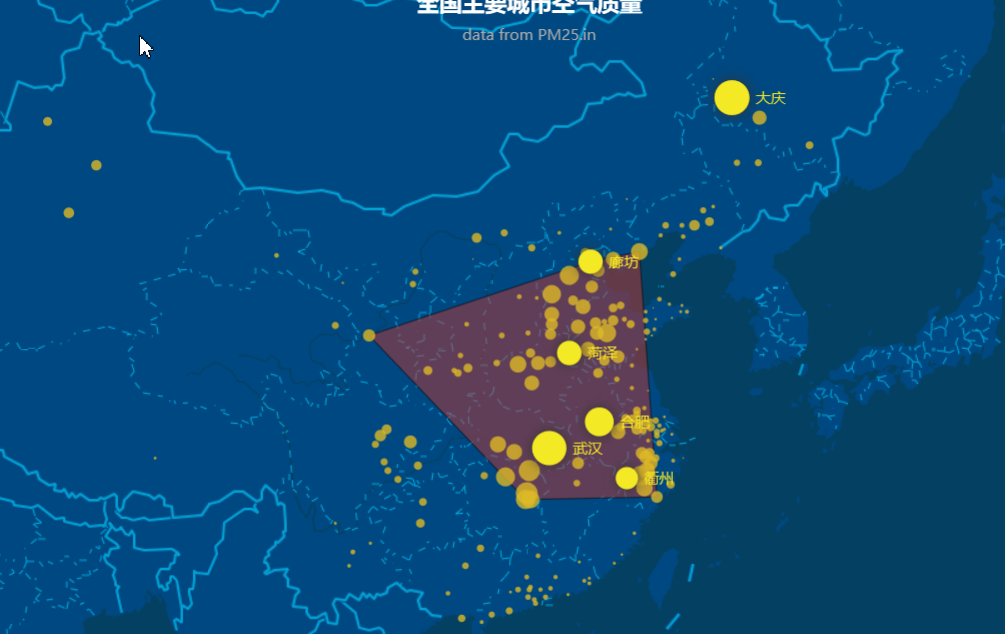 全国主要城市空气质量
data from PM25.in
大庆
廊坊
菏泽
合肥
武汉
衢州